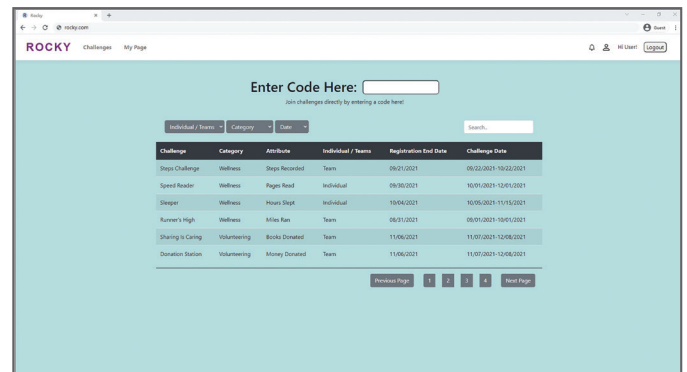 Rocky
rocky.com
Guest
ROCKY Challenges My Page Hi User! Logout
Enter Code Here:
Join challenges directly by entering a code here!
Individual / Teams Category Date Search..
Challenge Category Attribute Individual / Teams Registration End Date Challenge Date
Steps Challenge Wellness Steps Recorded Team 09/21/2021 09/22/2021-10/22/2021
Speed Reader Wellness Pages Read Individual 09/30/2021 10/01/2021-12/01/2021
Sleeper Wellness Hours Slept Individual 10/04/2021 10/05/2021-11/15/2021
Runner's High Wellness Miles Ran Team 08/31/2021 09/01/2021-10/01/2021
Sharing is Caring Volunteering Books Donated Team 11/06/2021 11/07/2021-12/08/2021
Donation Station Volunteering Money Donated Team 11/06/2021 11/07/2021-12/08/2021
Previous Page 1 2 3 4 Next Page